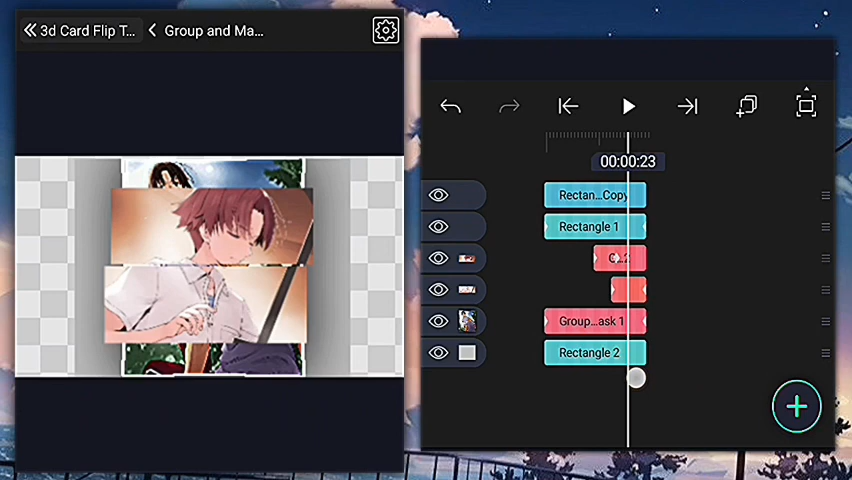 3d Card Flip T...
Group and Ma...
00:00:23
Rectan...Copy
Rectangle 1
Group...ask 1
Rectangle 2